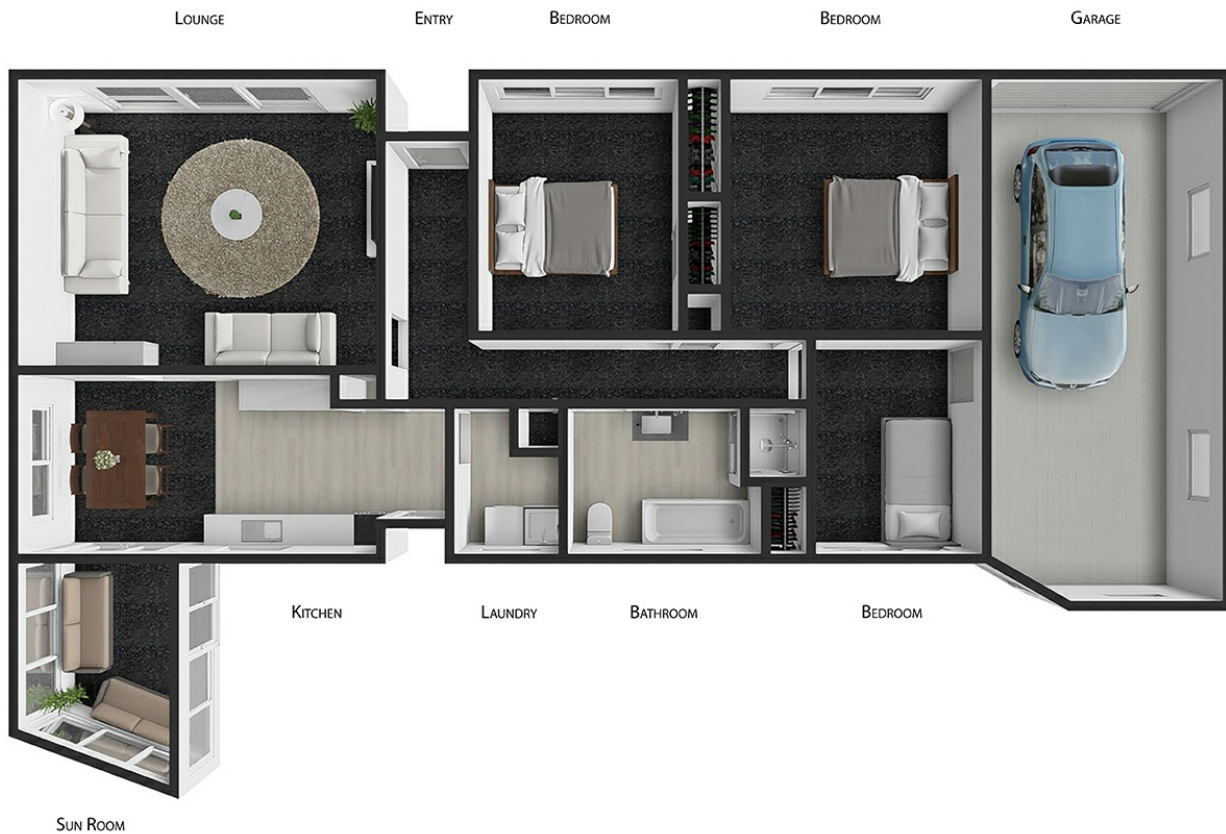 LOUNGE
ENTRY
BEDROOM
BEDROOM
GARAGE
KITCHEN
LAUNDRY
BATHROOM
BEDROOM
SUN ROOM